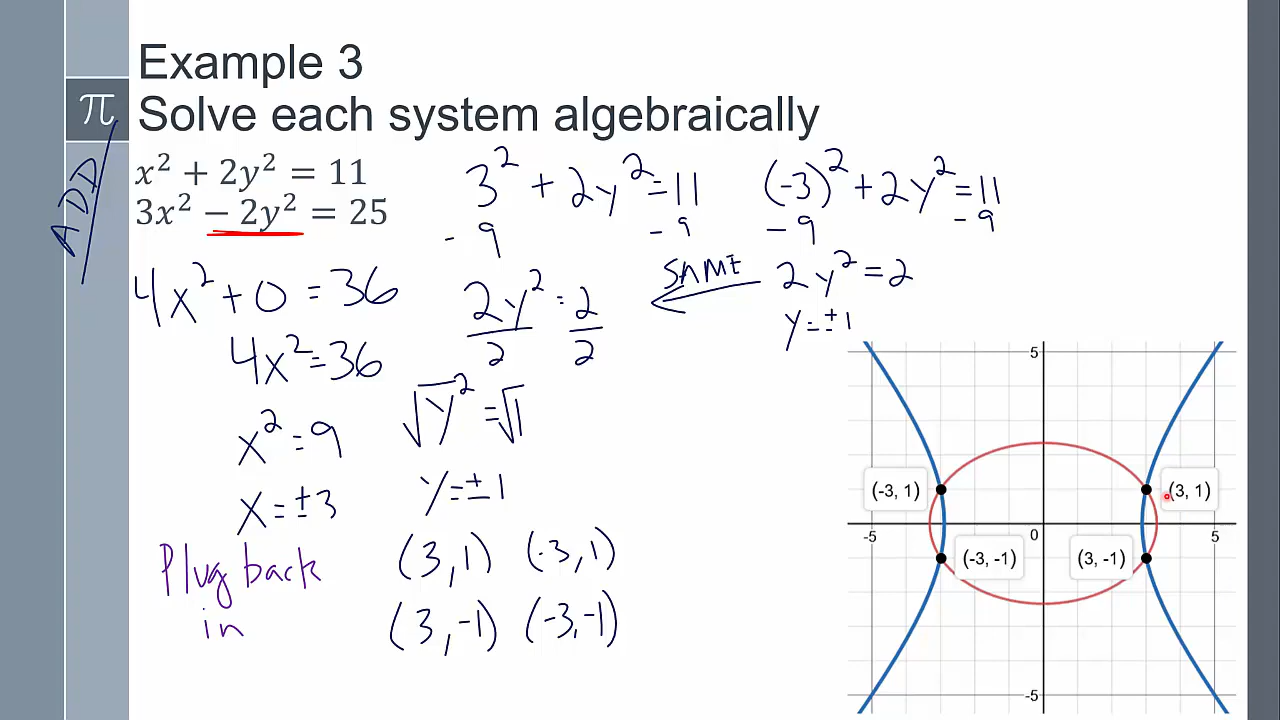 Example 3
π
Solve each system algebraically
ADD
x² + 2y² = 11
3x² − 2y² = 25
4x² + 0 = 36
4x² = 36
x² = 9
x = ±3
Plug back
in
3² + 2y² = 11
- 9 - 9
2y² = 2
2 2
√y² = √1
y = ±1
(3, 1) (-3, 1)
(3, -1) (-3, -1)
(-3)² + 2y² = 11
- 9 - 9
SAME
2y² = 2
y = ±1
5
(-3, 1)
(3, 1)
-5
0
5
(-3, -1)
(3, -1)
-5